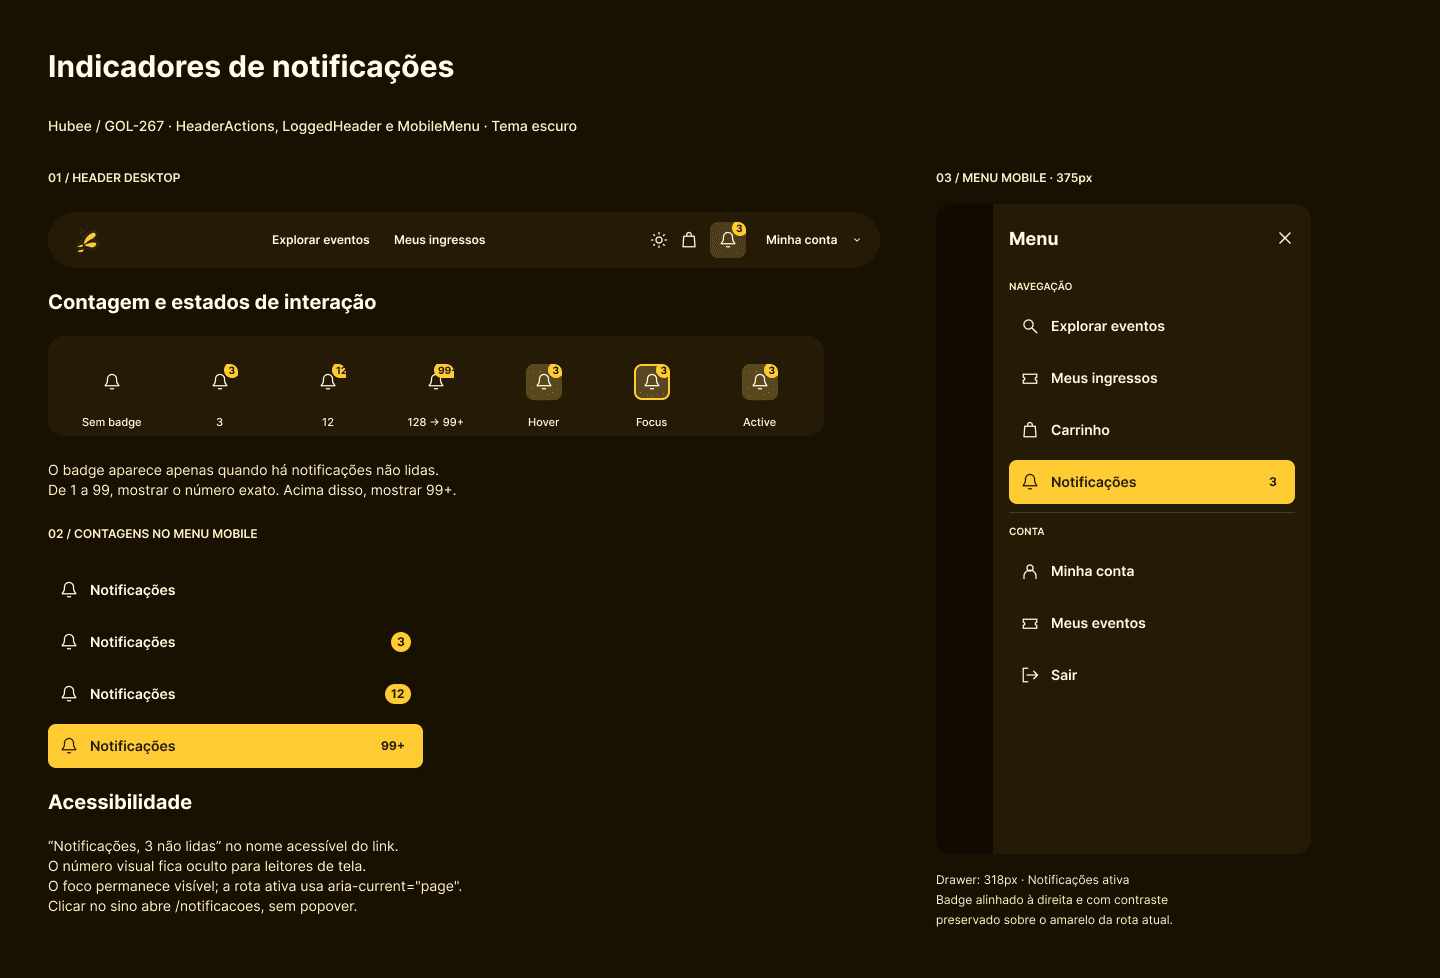 Indicadores de notificações
Hubee / GOL-267 · HeaderActions, LoggedHeader e MobileMenu · Tema escuro
01 / HEADER DESKTOP
Explorar eventos
Meus ingressos
3
Minha conta
Contagem e estados de interação
3
12
99+
3
3
3
Sem badge
3
12
128 → 99+
Hover
Focus
Active
O badge aparece apenas quando há notificações não lidas.
De 1 a 99, mostrar o número exato. Acima disso, mostrar 99+.
02 / CONTAGENS NO MENU MOBILE
Notificações
Notificações 3
Notificações 12
Notificações 99+
Acessibilidade
“Notificações, 3 não lidas” no nome acessível do link.
O número visual fica oculto para leitores de tela.
O foco permanece visível; a rota ativa usa aria-current="page".
Clicar no sino abre /notificacoes, sem popover.
03 / MENU MOBILE · 375px
Menu
NAVEGAÇÃO
Explorar eventos
Meus ingressos
Carrinho
Notificações 3
CONTA
Minha conta
Meus eventos
Sair
Drawer: 318px · Notificações ativa
Badge alinhado à direita e com contraste
preservado sobre o amarelo da rota atual.